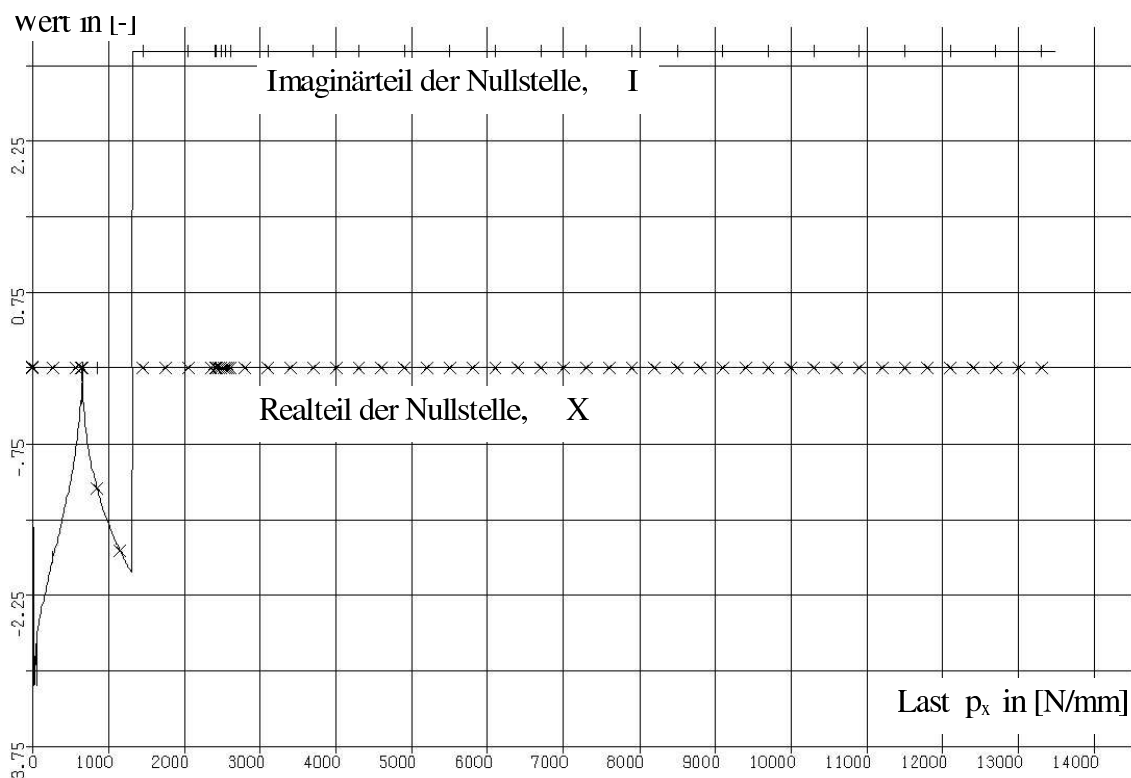 Wert in [-]
Imaginärteil der Nullstelle, I
2.25
0.75
Realteil der Nullstelle, X
-.75
-2.25
Last px in [N/mm]
3.75
0.0 1000 2000 3000 4000 5000 6000 7000 8000 9000 10000 11000 12000 13000 14000